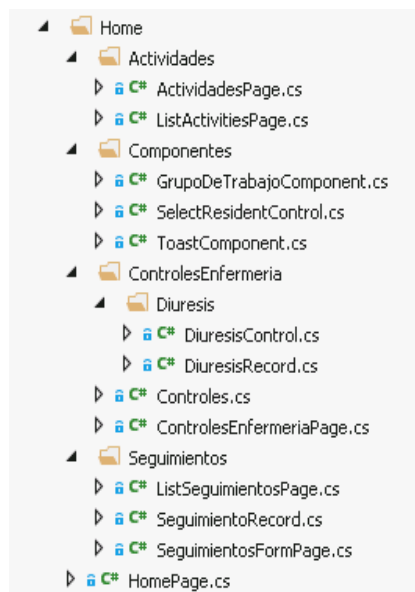 Home
Actividades
C# ActividadesPage.cs
C# ListActivitiesPage.cs
Componentes
C# GrupoDeTrabajoComponent.cs
C# SelectResidentControl.cs
C# ToastComponent.cs
ControlesEnfermeria
Diuresis
C# DiuresisControl.cs
C# DiuresisRecord.cs
C# Controles.cs
C# ControlesEnfermeriaPage.cs
Seguimientos
C# ListSeguimientosPage.cs
C# SeguimientoRecord.cs
C# SeguimientosFormPage.cs
C# HomePage.cs